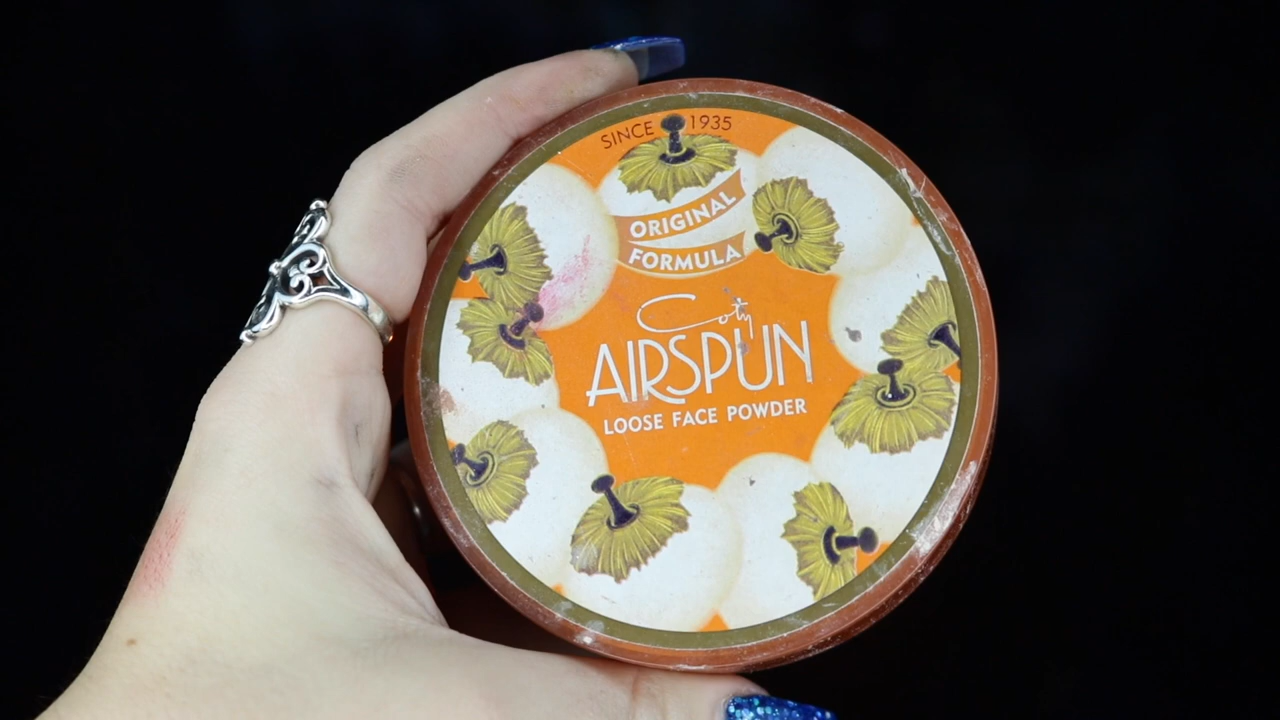 SINCE 1935
ORIGINAL
FORMULA
Coty
AIRSPUN
LOOSE FACE POWDER